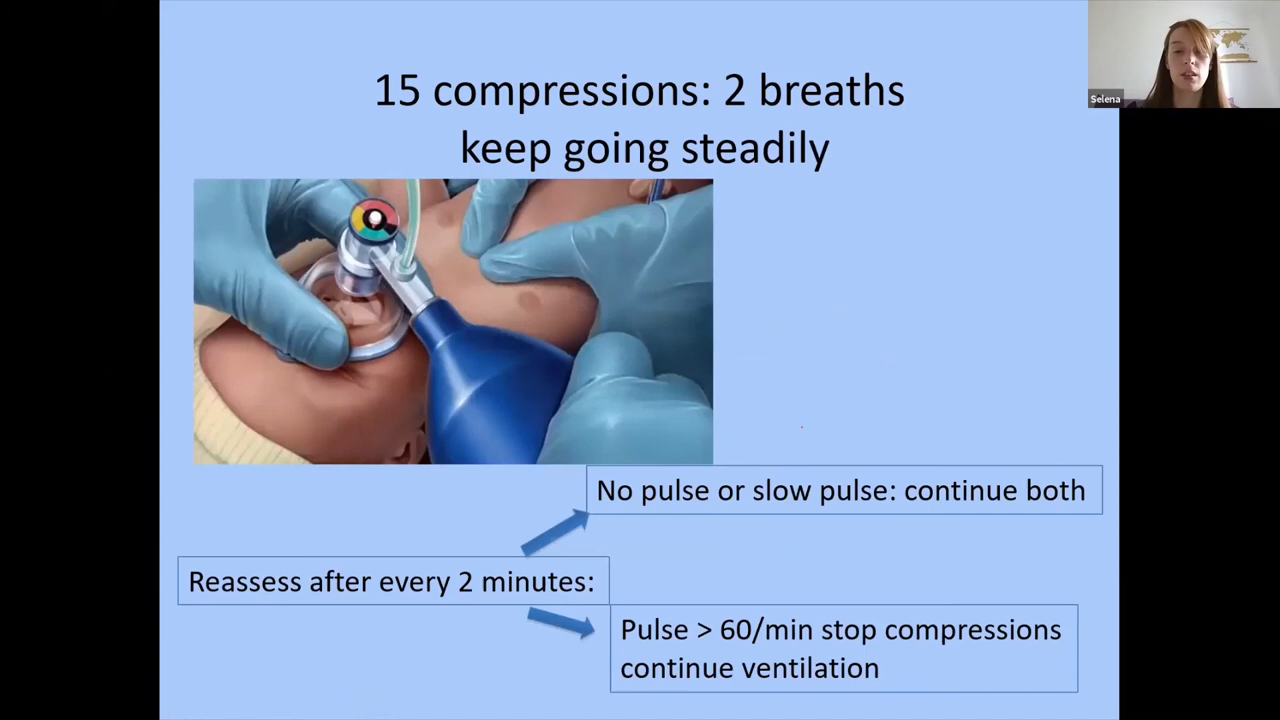 15 compressions: 2 breaths
keep going steadily
Selena
No pulse or slow pulse: continue both
Reassess after every 2 minutes:
Pulse > 60/min stop compressions
continue ventilation